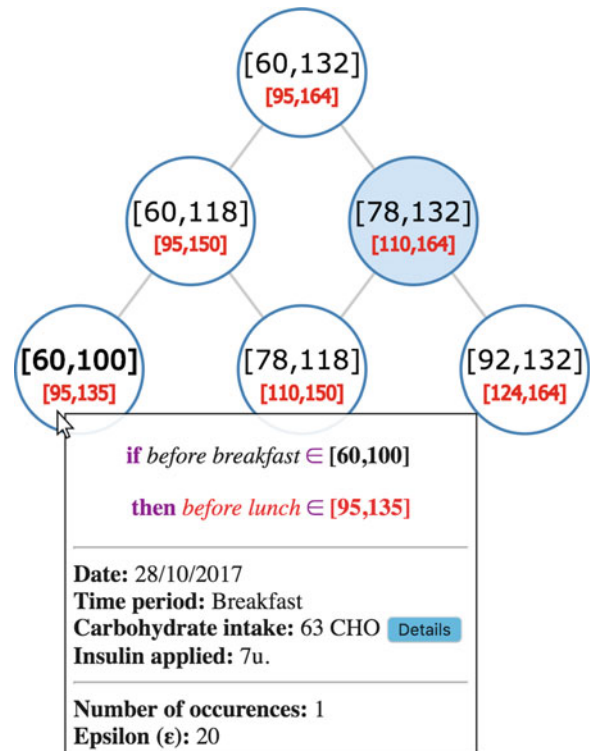 [60,132]
[95,164]
[60,118]
[95,150]
[78,132]
[110,164]
[60,100]
[95,135]
[78,118]
[110,150]
[92,132]
[124,164]
if before breakfast ∈ [60,100]
then before lunch ∈ [95,135]
Date: 28/10/2017
Time period: Breakfast
Carbohydrate intake: 63 CHO Details
Insulin applied: 7u.
Number of occurences: 1
Epsilon (ε): 20